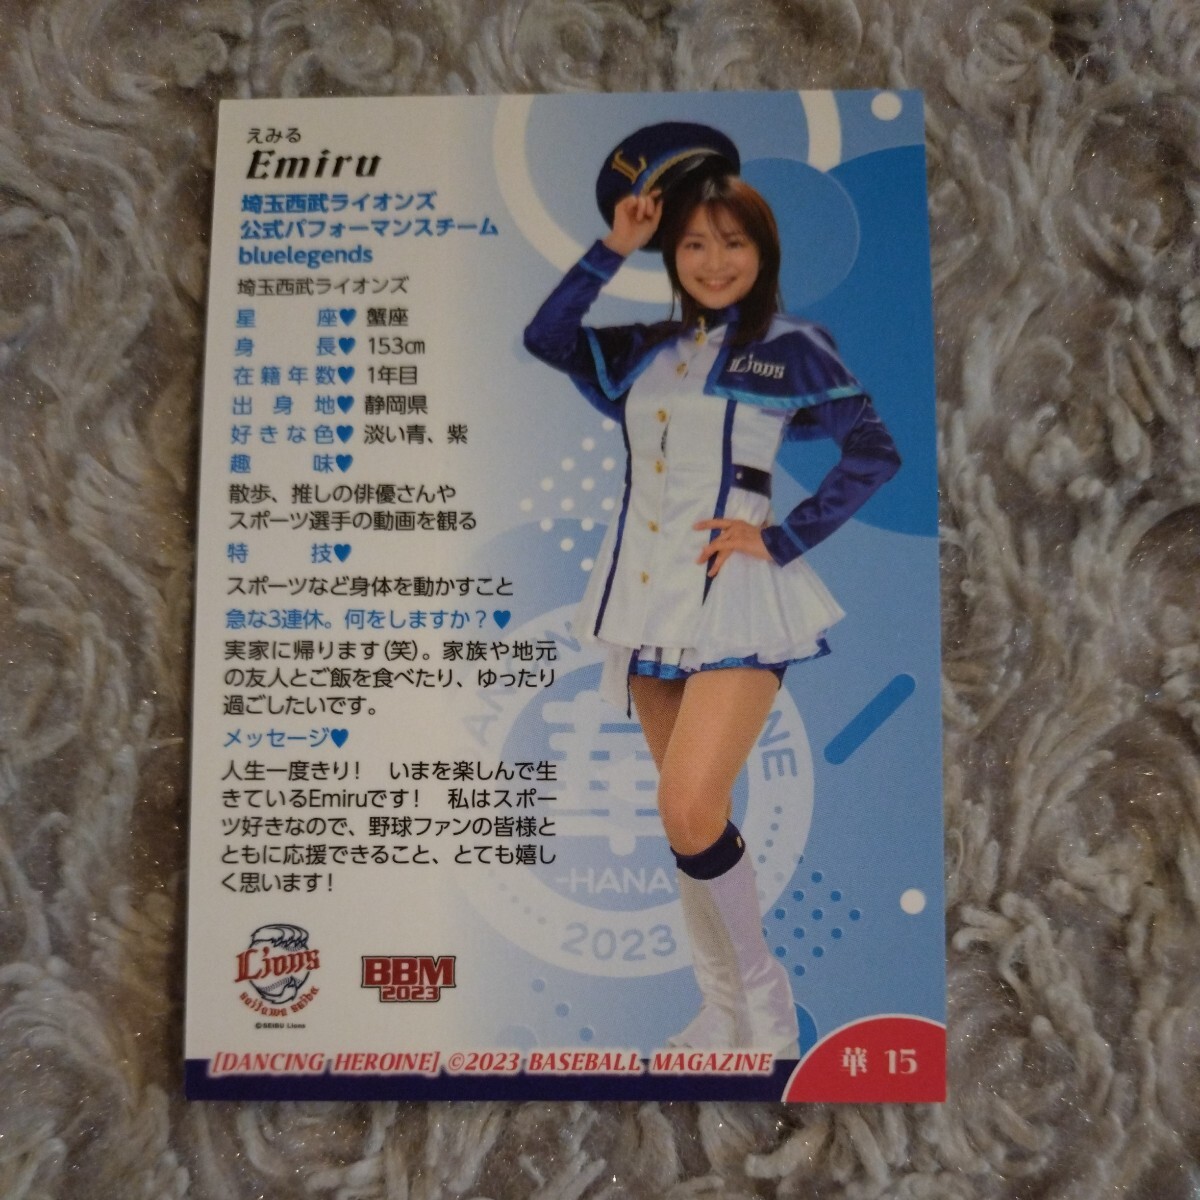 えみる
Emiru
埼玉西武ライオンズ
公式パフォーマンスチーム
bluelegends
埼玉西武ライオンズ
星座♥ 蟹座
身長♥ 153㎝
在籍年数♥ 1年目
出身地♥ 静岡県
好きな色♥ 淡い青、紫
趣味♥
散歩、推しの俳優さんや
スポーツ選手の動画を観る
特技♥
スポーツなど身体を動かすこと
急な3連休。何をしますか？♥
実家に帰ります(笑)。家族や地元
の友人とご飯を食べたり、ゆったり
過ごしたいです。
メッセージ♥
人生一度きり！ いまを楽しんで生
きているEmiruです！ 私はスポー
ツ好きなので、野球ファンの皆様と
ともに応援できること、とても嬉し
く思います！
L
Lions
華
-HANA-
2023
Lions
saitama seibu
©SEIBU Lions
BBM
2023
[DANCING HEROINE] ©2023 BASEBALL MAGAZINE
華 15